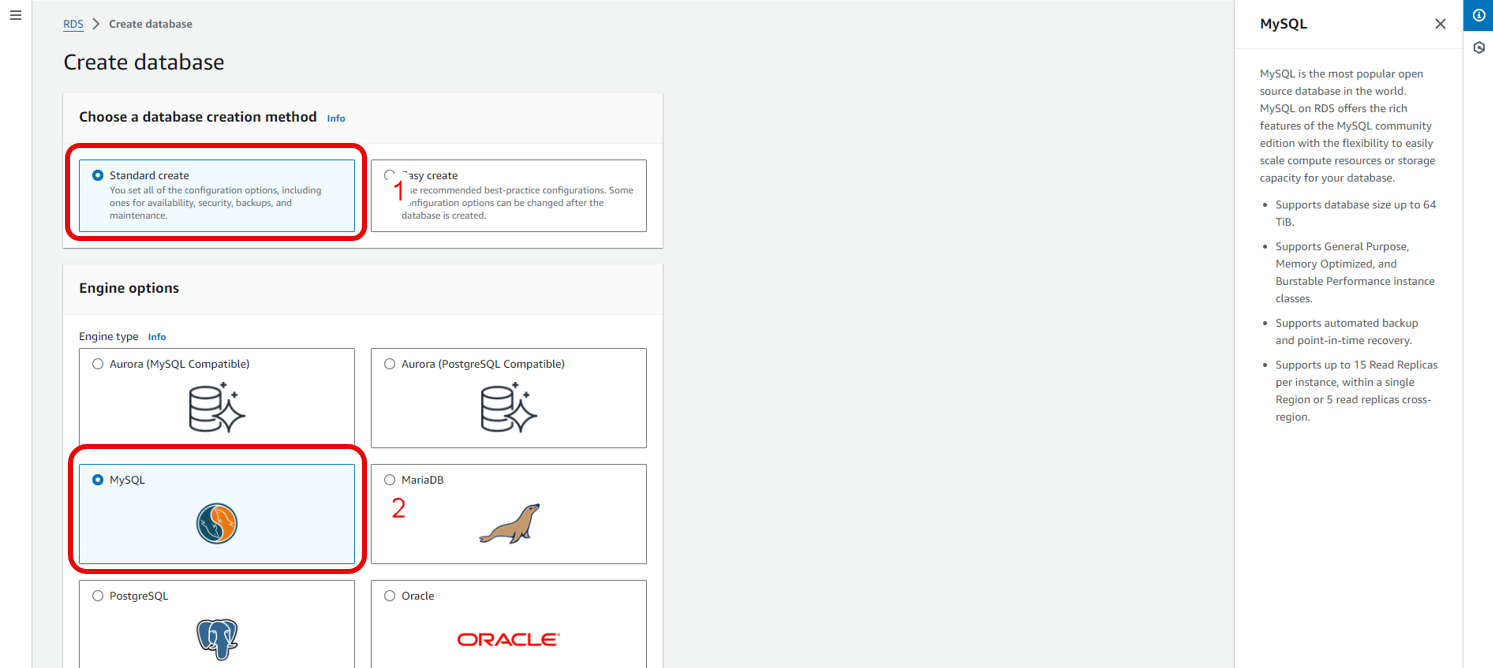 RDS > Create database
Create database
Choose a database creation method Info
Standard create
You set all of the configuration options, including
ones for availability, security, backups, and
maintenance.
1
asy create
se recommended best-practice configurations. Some
nfiguration options can be changed after the
database is created.
Engine options
Engine type Info
Aurora (MySQL Compatible)
Aurora (PostgreSQL Compatible)
MySQL
2
MariaDB
PostgreSQL
Oracle
ORACLE
MySQL
MySQL is the most popular open
source database in the world.
MySQL on RDS offers the rich
features of the MySQL community
edition with the flexibility to easily
scale compute resources or storage
capacity for your database.
• Supports database size up to 64
TiB.
• Supports General Purpose,
Memory Optimized, and
Burstable Performance instance
classes.
• Supports automated backup
and point-in-time recovery.
• Supports up to 15 Read Replicas
per instance, within a single
Region or 5 read replicas cross-
region.